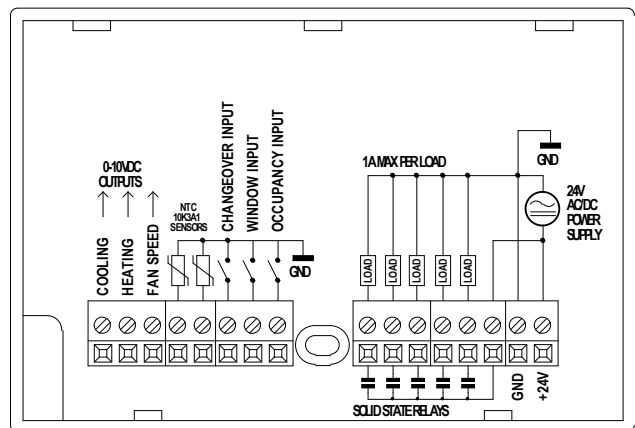 0-10VDC
OUTPUTS
COOLING
HEATING
FAN SPEED
NTC
10K3A1
SENSORS
CHANGEOVER INPUT
WINDOW INPUT
OCCUPANCY INPUT
GND
1A MAX PER LOAD
LOAD
LOAD
LOAD
LOAD
LOAD
GND
24V
AC/DC
POWER
SUPPLY
SOLID STATE RELAYS
GND
+24V